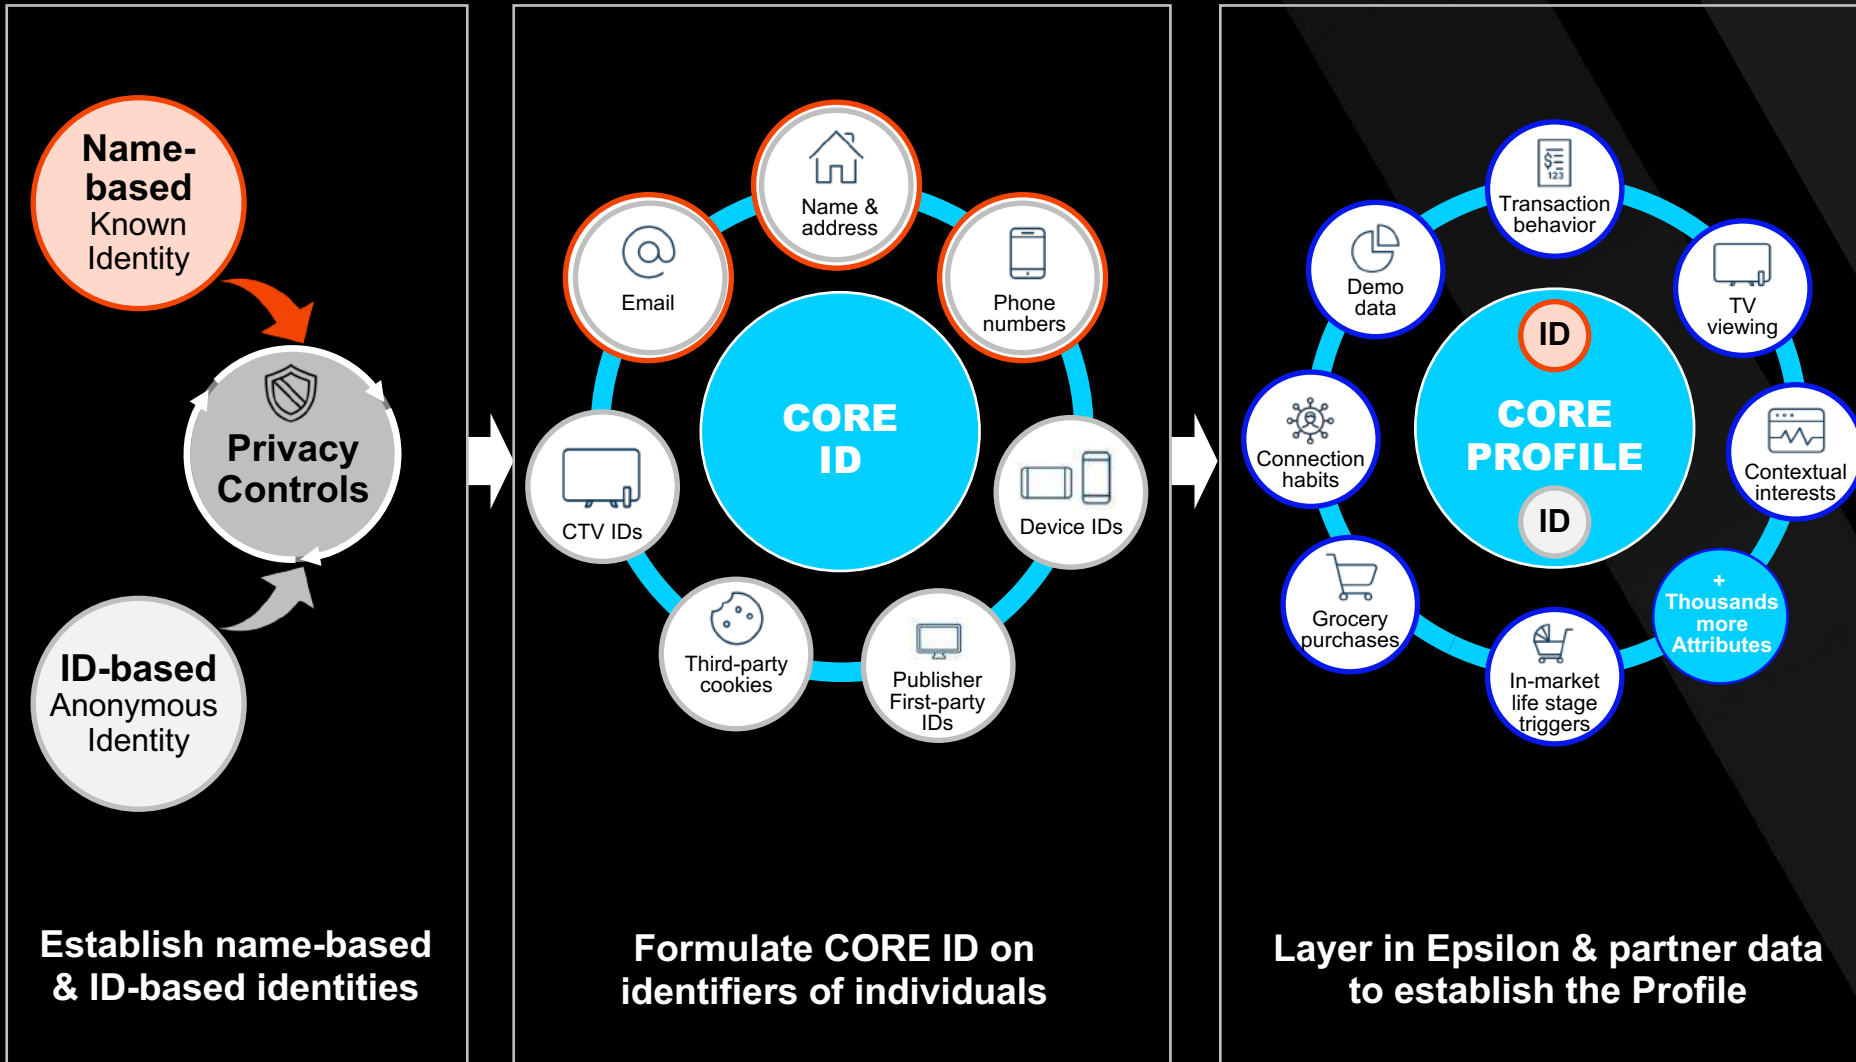 Name-
based
Known
Identity
Privacy
Controls
ID-based
Anonymous
Identity
Establish name-based
& ID-based identities
Name &
address
Email
Phone
numbers
CORE
ID
CTV IDs
Device IDs
Third-party
cookies
Publisher
First-party
IDs
Formulate CORE ID on
identifiers of individuals
$
123
Transaction
behavior
Demo
data
TV
viewing
ID
CORE
PROFILE
ID
Connection
habits
Contextual
interests
Grocery
purchases
In-market
life stage
triggers
+
Thousands
more
Attributes
Layer in Epsilon & partner data
to establish the Profile